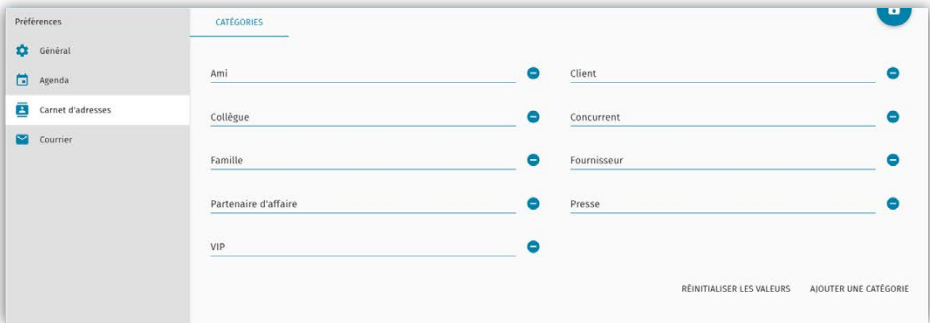 Préférences
CATÉGORIES
Général
Agenda
Carnet d'adresses
Courrier
Ami
Client
Collègue
Concurrent
Famille
Fournisseur
Partenaire d'affaire
Presse
VIP
RÉINITIALISER LES VALEURS AJOUTER UNE CATÉGORIE